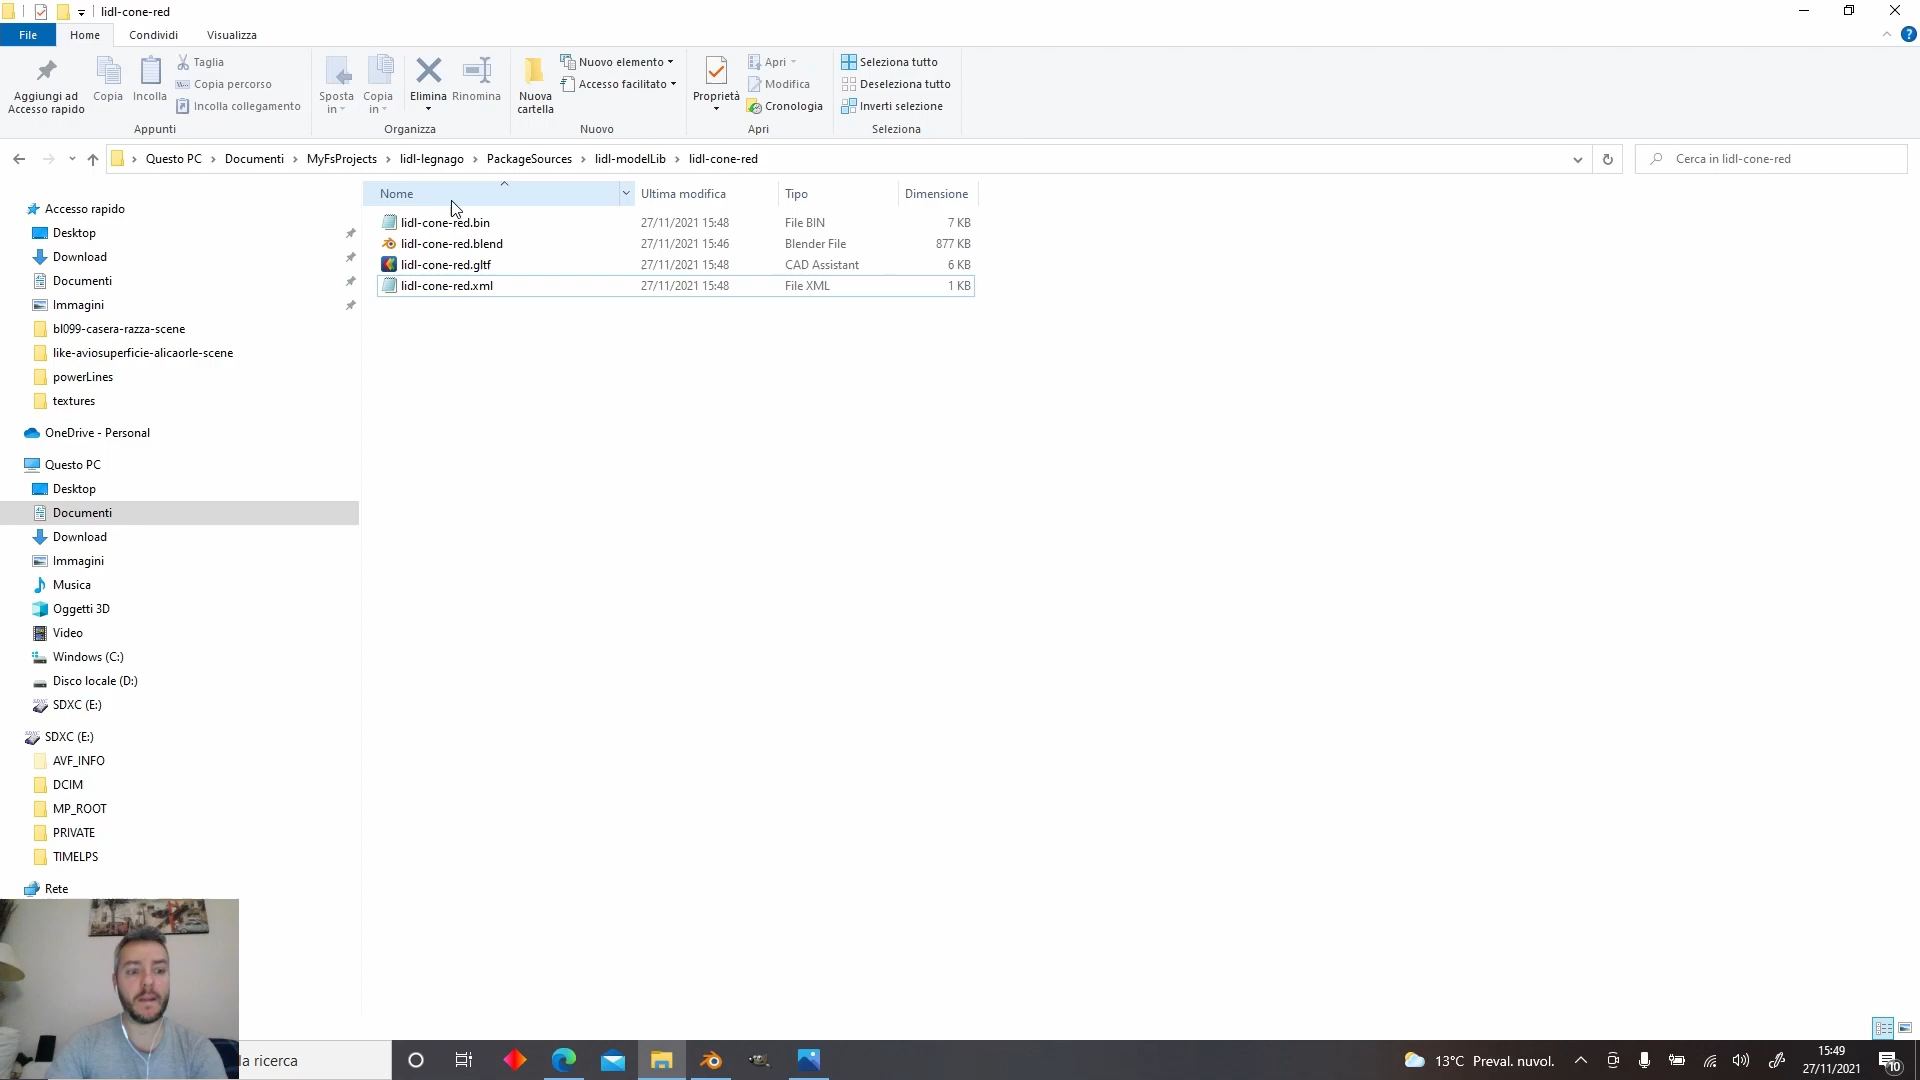 lidl-cone-red
File
Home
Condividi
Visualizza
Aggiungi ad
Accesso rapido
Copia
Incolla
Taglia
Copia percorso
Incolla collegamento
Appunti
Sposta
in
Copia
in
Elimina
Rinomina
Organizza
Nuova
cartella
Nuovo elemento
Accesso facilitato
Nuovo
Proprietà
Apri
Modifica
Cronologia
Apri
Seleziona tutto
Deseleziona tutto
Inverti selezione
Seleziona
Questo PC > Documenti > MyFsProjects > lidl-legnago > PackageSources > lidl-modelLib > lidl-cone-red
Cerca in lidl-cone-red
Nome Ultima modifica Tipo Dimensione
lidl-cone-red.bin 27/11/2021 15:48 File BIN 7 KB
lidl-cone-red.blend 27/11/2021 15:46 Blender File 877 KB
lidl-cone-red.gltf 27/11/2021 15:48 CAD Assistant 6 KB
lidl-cone-red.xml 27/11/2021 15:48 File XML 1 KB
Accesso rapido
Desktop
Download
Documenti
Immagini
bl099-casera-razza-scene
like-aviosuperficie-alicaorle-scene
powerLines
textures
OneDrive - Personal
Questo PC
Desktop
Documenti
Download
Immagini
Musica
Oggetti 3D
Video
Windows (C:)
Disco locale (D:)
SDXC (E:)
SDXC (E:)
AVF_INFO
DCIM
MP_ROOT
PRIVATE
TIMELPS
Rete
la ricerca
13°C Preval. nuvol.
15:49
27/11/2021
10